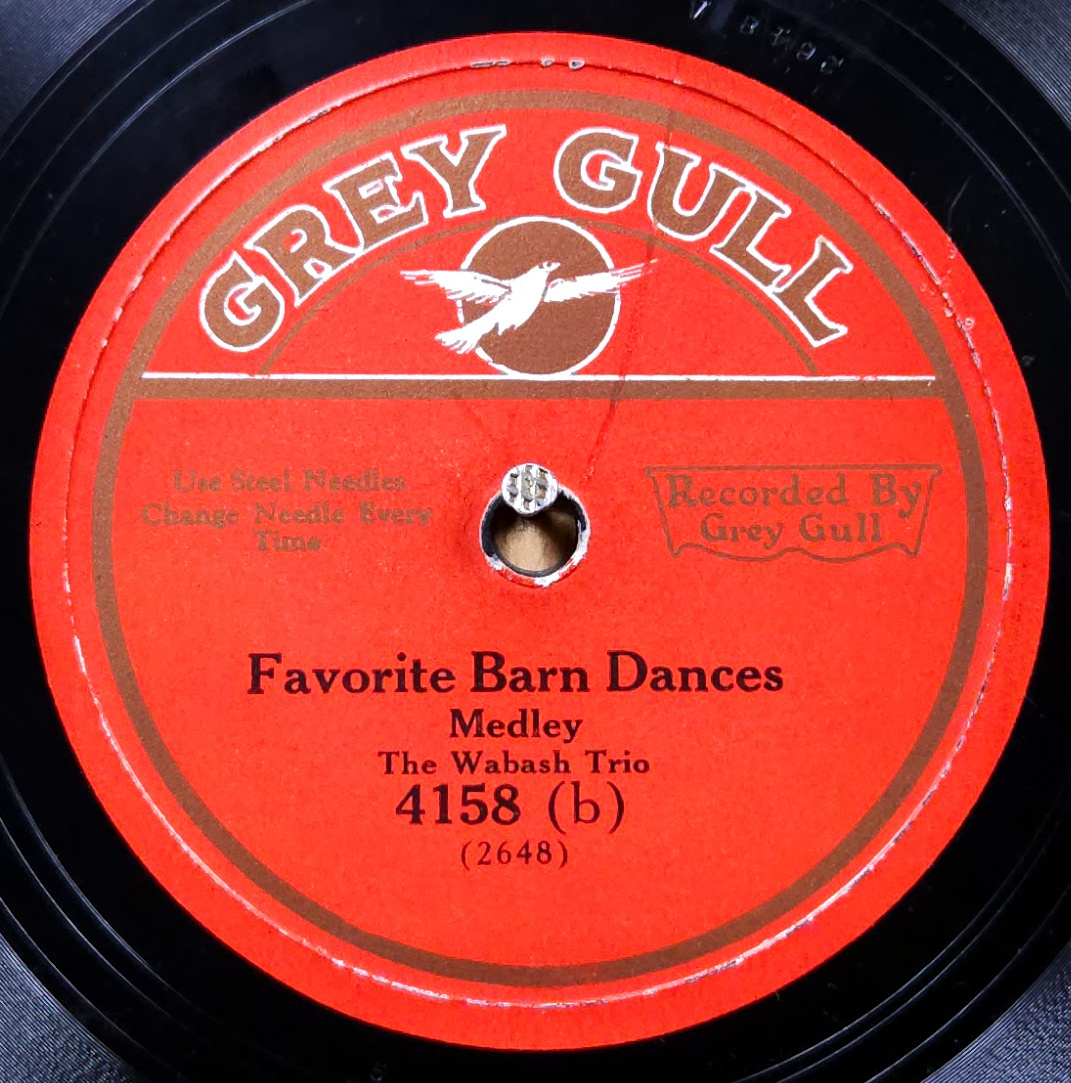 GREY GULL
Use Steel Needles
Change Needle Every
Time
Recorded By
Grey Gull
Favorite Barn Dances
Medley
The Wabash Trio
4158 (b)
(2648)